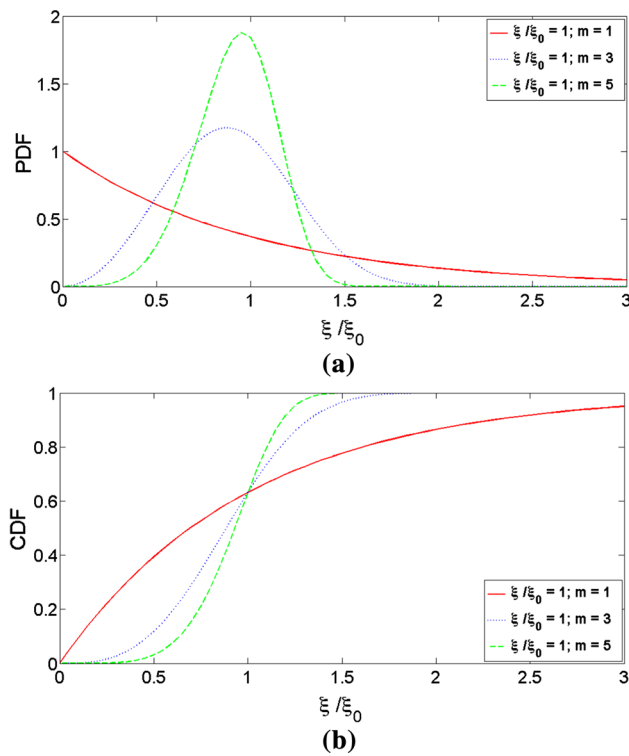 2
1.5
1
0.5
0
PDF
ξ /ξ0 = 1; m = 1
ξ /ξ0 = 1; m = 3
ξ /ξ0 = 1; m = 5
0 0.5 1 1.5 2 2.5 3
ξ /ξ0
(a)
1
0.8
0.6
0.4
0.2
0
CDF
ξ /ξ0 = 1; m = 1
ξ /ξ0 = 1; m = 3
ξ /ξ0 = 1; m = 5
0 0.5 1 1.5 2 2.5 3
ξ /ξ0
(b)